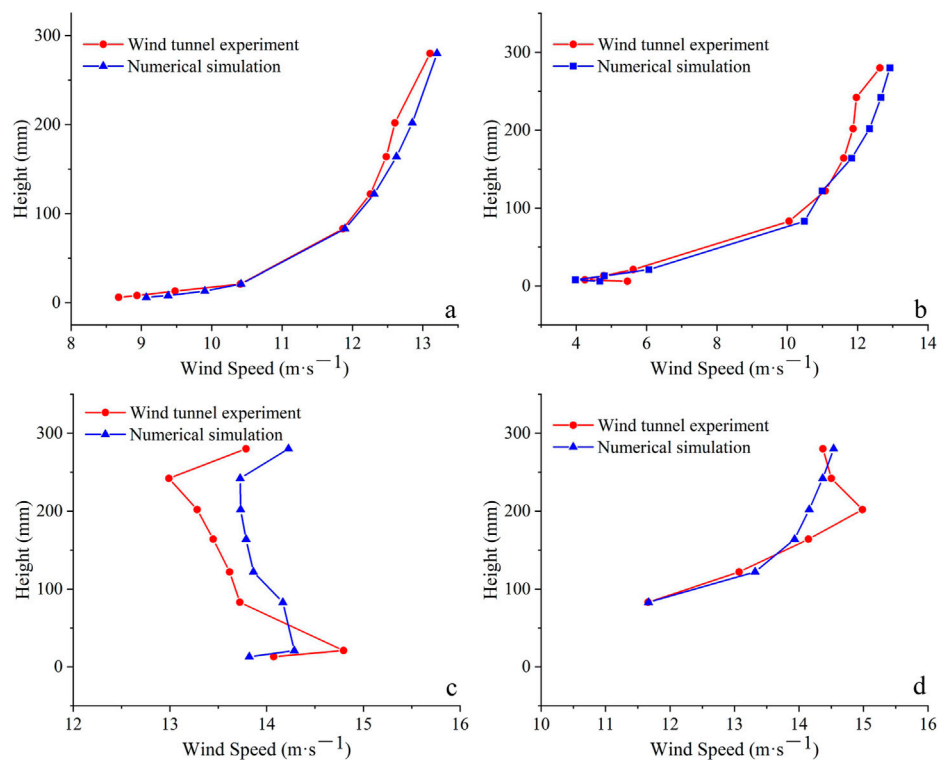 Wind tunnel experiment
Numerical simulation
Height (mm)
300
200
100
0
8
9
10
11
12
13
Wind Speed (m·s−1)
a
Wind tunnel experiment
Numerical simulation
Height (mm)
300
200
100
0
4
6
8
10
12
14
Wind Speed (m·s−1)
b
Wind tunnel experiment
Numerical simulation
Height (mm)
300
200
100
0
12
13
14
15
16
Wind Speed (m·s−1)
c
Wind tunnel experiment
Numerical simulation
Height (mm)
300
200
100
0
10
11
12
13
14
15
16
Wind Speed (m·s−1)
d